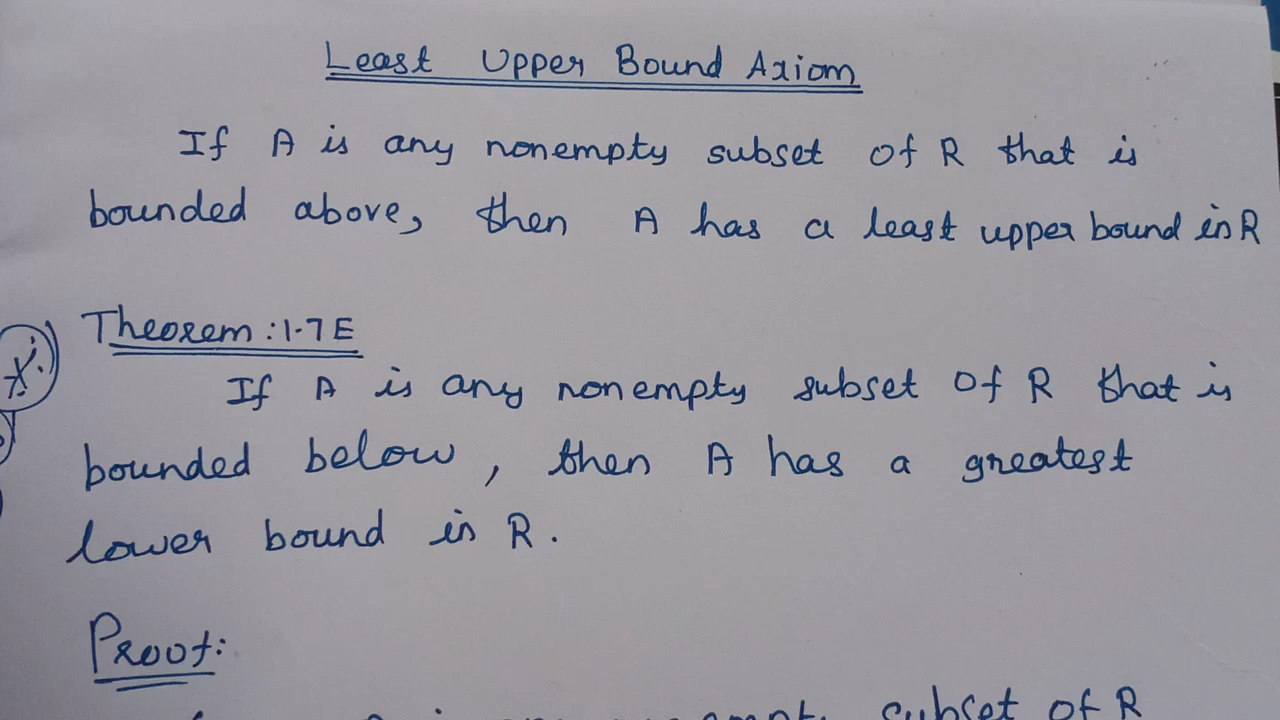 Least Upper Bound Axiom
If A is any nonempty subset of R that is
bounded above, then A has a least upper bound in R
Theorem: 1.7E
If A is any nonempty subset of R that is
bounded below, then A has a greatest
lower bound in R.
Proof:
subset of R